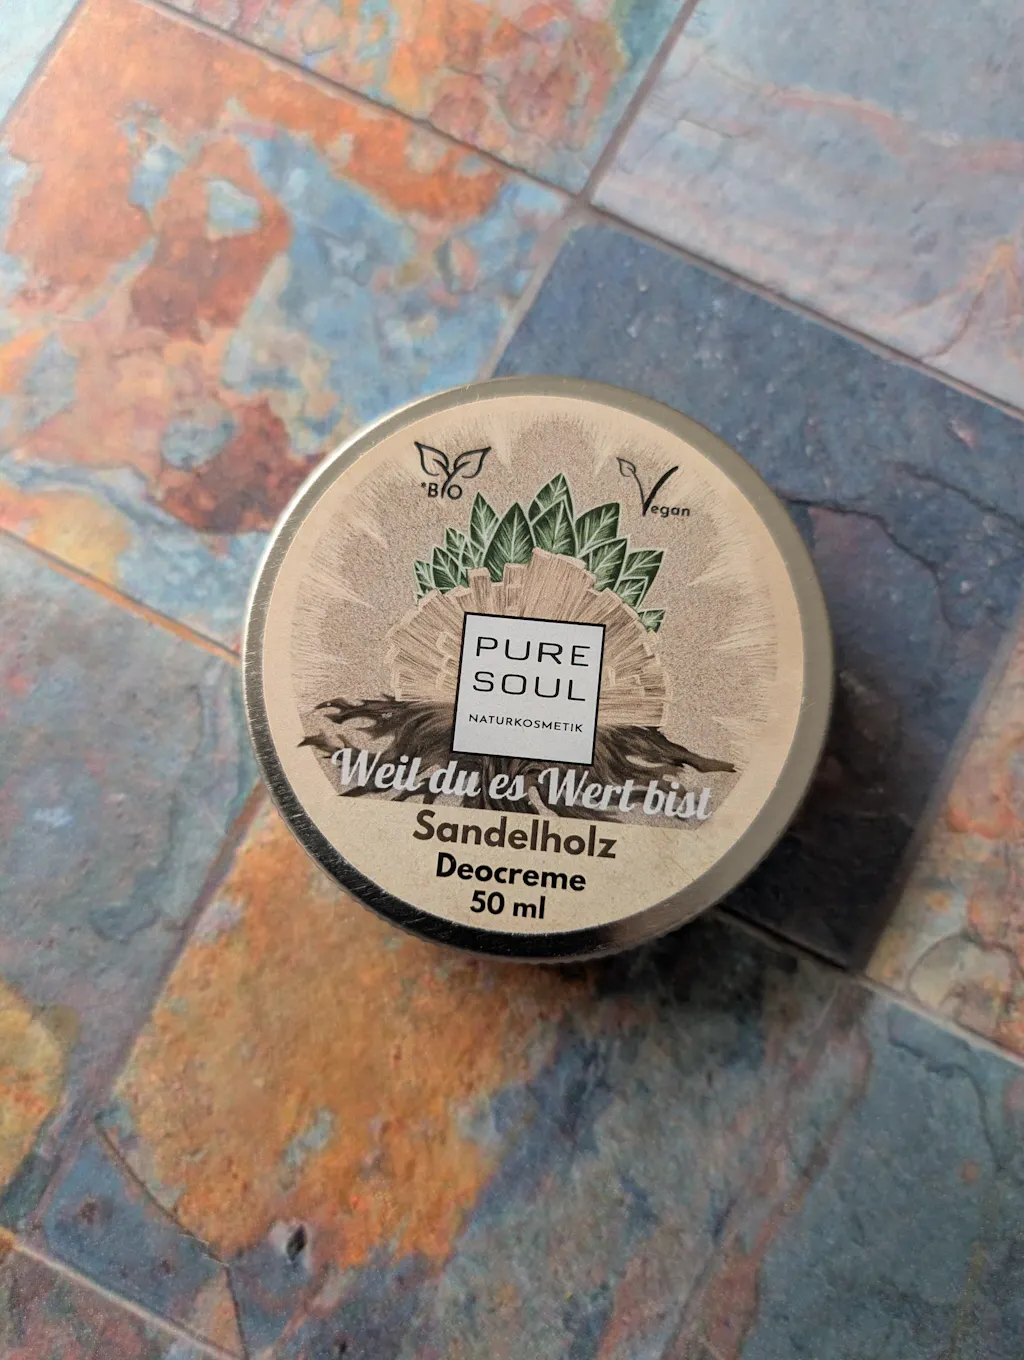 *BIO
Vegan
PURE
SOUL
NATURKOSMETIK
Weil du es Wert bist
Sandelholz
Deocreme
50 ml